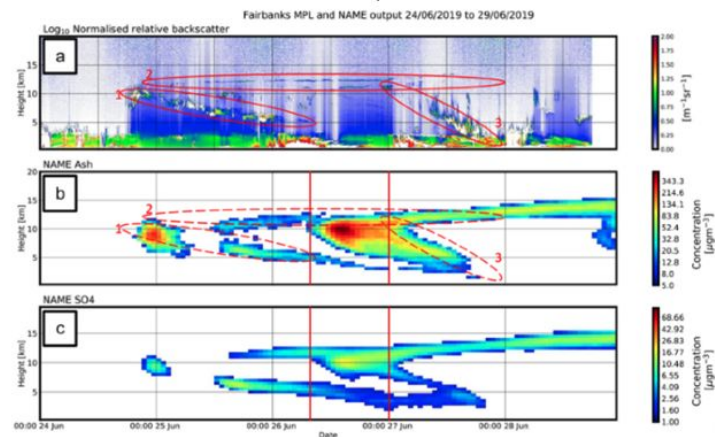 Fairbanks MPL and NAME output 24/06/2019 to 29/06/2019
Log₁₀ Normalised relative backscatter
a
Height [km]
15
10
5
1
2
3
2.00
1.75
1.50
1.25
1.00
0.75
0.50
0.25
0.00
[m⁻¹sr⁻¹]
NAME Ash
b
Height [km]
20
15
10
5
1
2
3
343.3
214.6
134.1
83.8
52.4
32.8
20.5
12.8
8.0
5.0
Concentration
[μgm⁻³]
NAME SO4
c
Height [km]
15
10
5
68.66
42.92
26.83
16.77
10.48
6.55
4.09
2.56
1.60
1.00
Concentration
[μgm⁻³]
00:00 24 Jun
00:00 25 Jun
00:00 26 Jun
00:00 27 Jun
00:00 28 Jun
Date